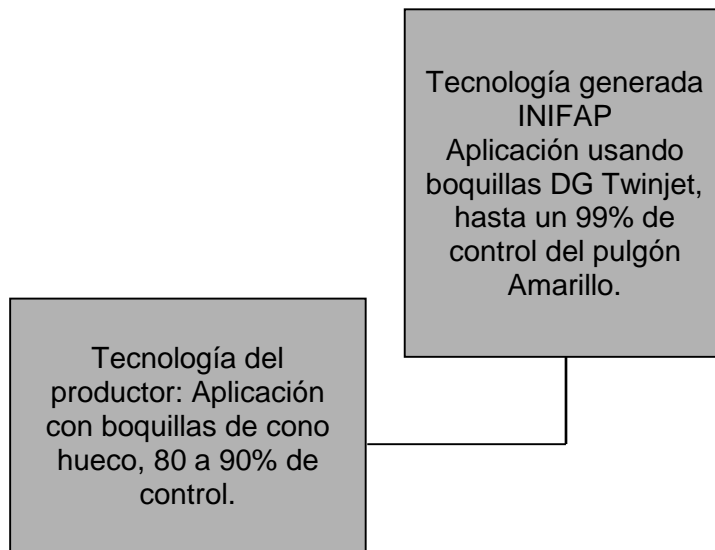 Tecnología generada
INIFAP
Aplicación usando
boquillas DG Twinjet,
hasta un 99% de
control del pulgón
Amarillo.
Tecnología del
productor: Aplicación
con boquillas de cono
hueco, 80 a 90% de
control.